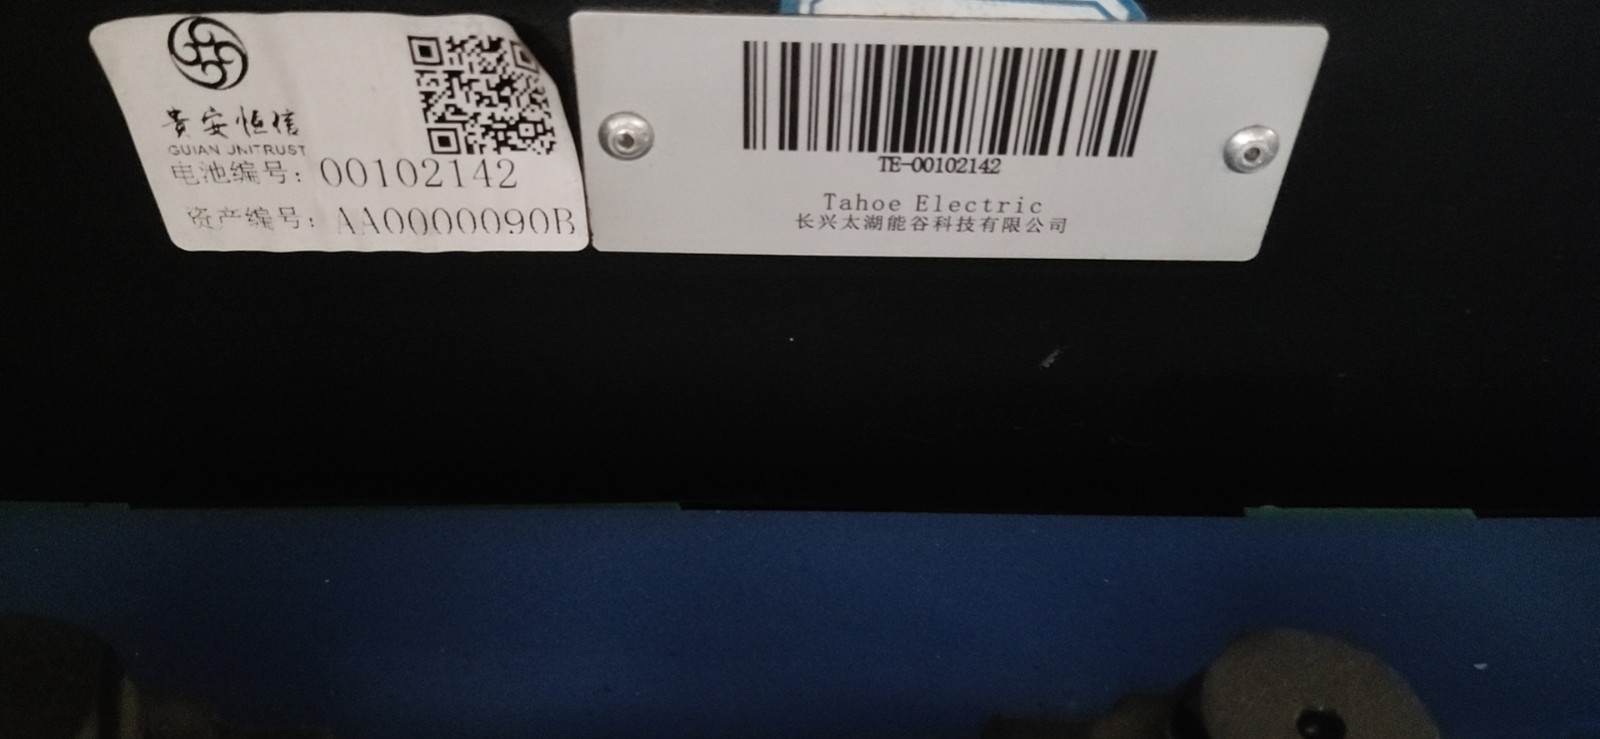 贵安恒信
GUIAN UNITRUST
电池编号：00102142
资产编号：AA0000090B
TE-00102142
Tahoe Electric
长兴太湖能谷科技有限公司